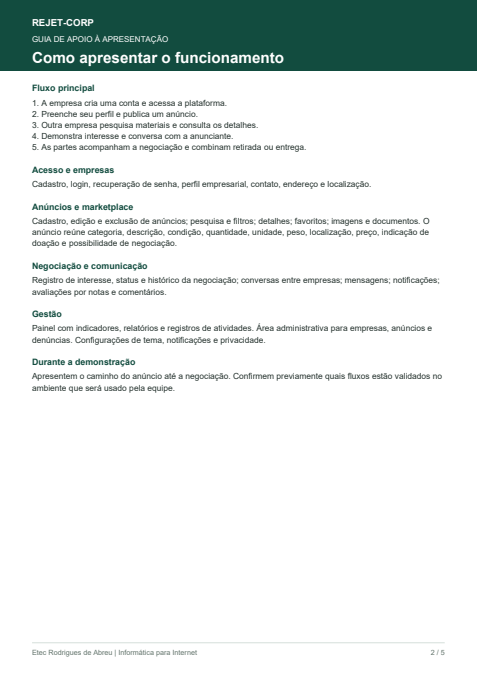 REJET-CORP
GUIA DE APOIO À APRESENTAÇÃO
Como apresentar o funcionamento
Fluxo principal
1. A empresa cria uma conta e acessa a plataforma.
2. Preenche seu perfil e publica um anúncio.
3. Outra empresa pesquisa materiais e consulta os detalhes.
4. Demonstra interesse e conversa com a anunciante.
5. As partes acompanham a negociação e combinam retirada ou entrega.
Acesso e empresas
Cadastro, login, recuperação de senha, perfil empresarial, contato, endereço e localização.
Anúncios e marketplace
Cadastro, edição e exclusão de anúncios; pesquisa e filtros; detalhes; favoritos; imagens e documentos. O
anúncio reúne categoria, descrição, condição, quantidade, unidade, peso, localização, preço, indicação de
doação e possibilidade de negociação.
Negociação e comunicação
Registro de interesse, status e histórico da negociação; conversas entre empresas; mensagens; notificações;
avaliações por notas e comentários.
Gestão
Painel com indicadores, relatórios e registros de atividades. Área administrativa para empresas, anúncios e
denúncias. Configurações de tema, notificações e privacidade.
Durante a demonstração
Apresentem o caminho do anúncio até a negociação. Confirmem previamente quais fluxos estão validados no
ambiente que será usado pela equipe.
Etec Rodrigues de Abreu | Informática para Internet
2 / 5